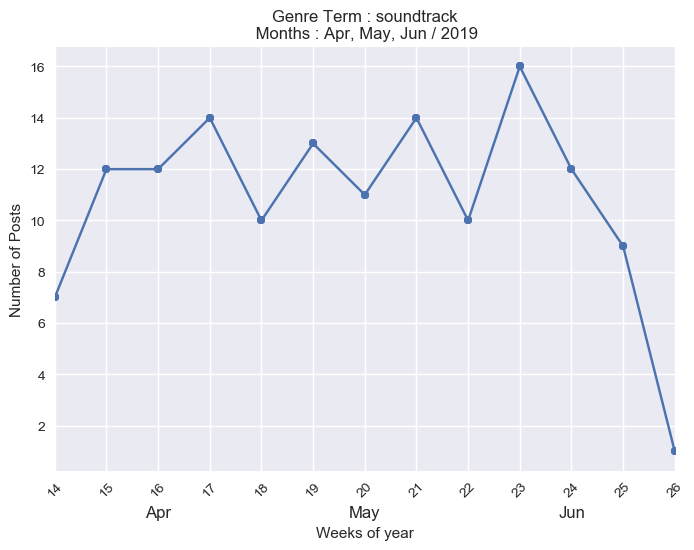 Genre Term : soundtrack
Months : Apr, May, Jun / 2019
Number of Posts
16
14
12
10
8
6
4
2
14 15 16 17 18 19 20 21 22 23 24 25 26
Apr May Jun
Weeks of year